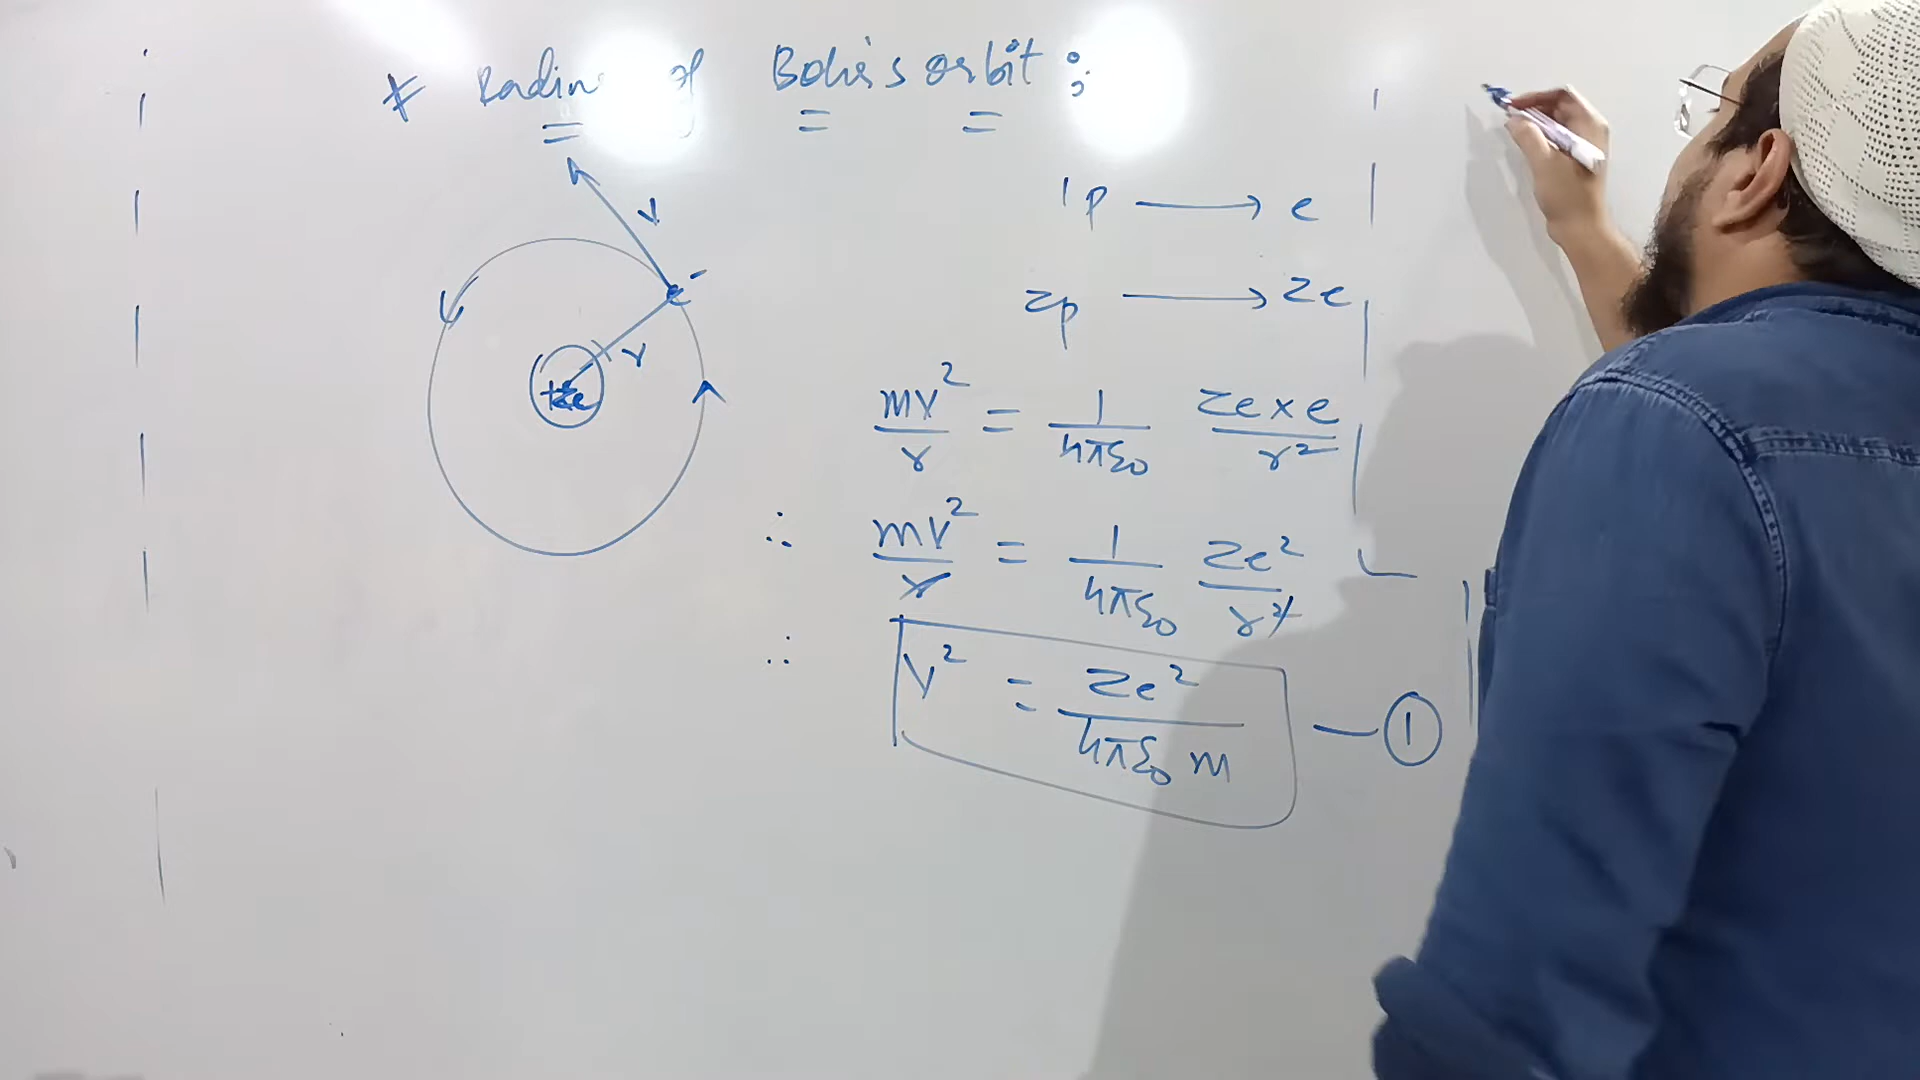 * Radius of Bohr's orbit :
V
e⁻
r
+Ze
1p ⟶ e
zp ⟶ Ze
mv²/r = 1/4πε₀ Ze×e/r²
∴ mv²/r = 1/4πε₀ Ze²/r²
∴ V² = Ze²/4πε₀ m — ①